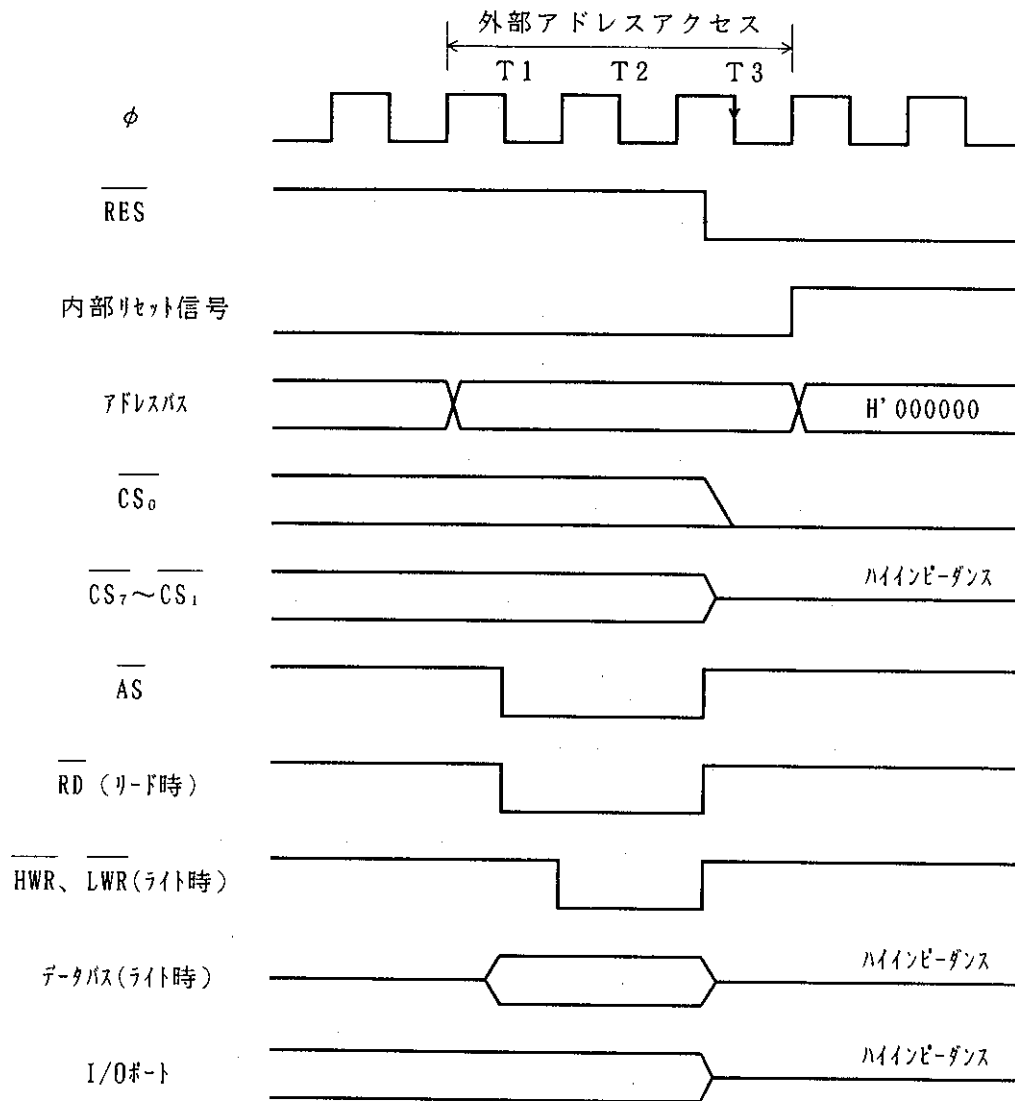 外部アドレスアクセス
T1 T2 T3
φ
RES
内部リセット信号
アドレスバス
H' 000000
CS₀
CS₇～CS₁
ハイインピーダンス
AS
RD (リード時)
HWR、LWR(ライト時)
データバス(ライト時)
ハイインピーダンス
I/Oポート
ハイインピーダンス